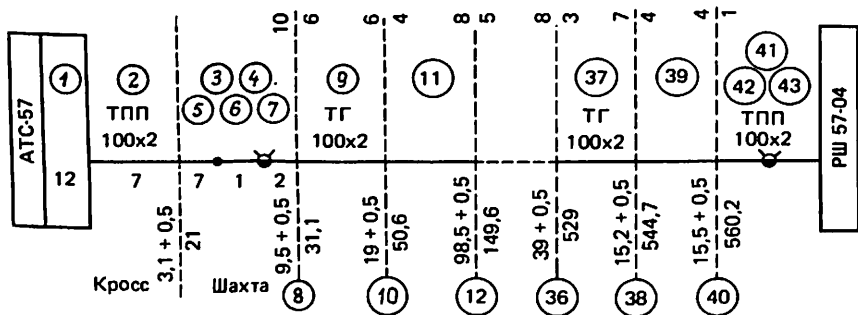 10 6 6 4 8 5 8 3 7 4 4 1
АТС-57
1 2 3 4 9 11 37 39 41
5 6 7 42 43
ТПП ТГ ТГ ТПП
100х2 100х2 100х2 100х2
РШ 57-04
12 7 7 1 2
3,1 + 0,5
21
9,5 + 0,5
31,1
19 + 0,5
50,6
98,5 + 0,5
149,6
39 + 0,5
529
15,2 + 0,5
544,7
15,5 + 0,5
560,2
Кросс Шахта 8 10 12 36 38 40